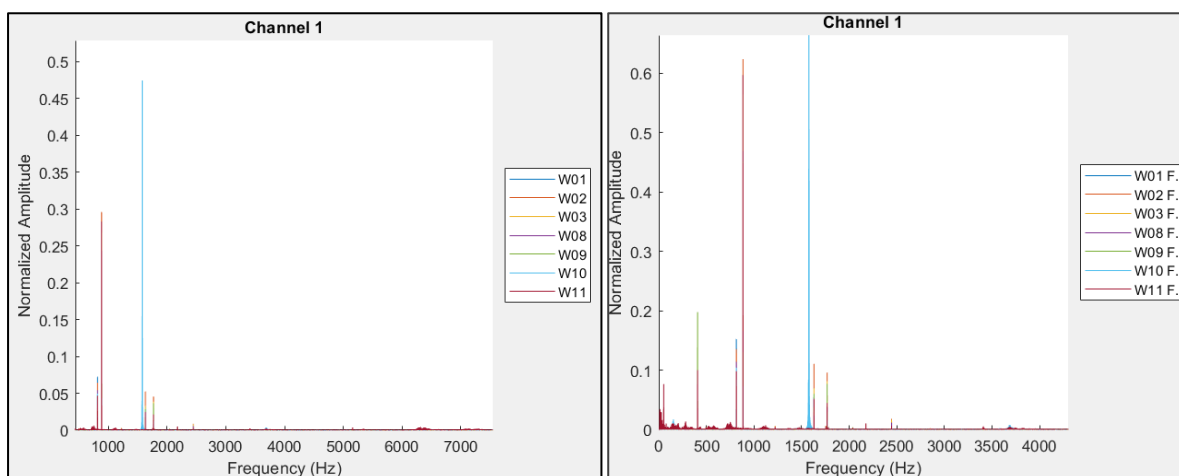 Channel 1
0.5
0.45
0.4
0.35
0.3
0.25
0.2
0.15
0.1
0.05
0
Normalized Amplitude
1000 2000 3000 4000 5000 6000 7000
Frequency (Hz)
W01
W02
W03
W08
W09
W10
W11
Channel 1
0.6
0.5
0.4
0.3
0.2
0.1
0
Normalized Amplitude
0 500 1000 1500 2000 2500 3000 3500 4000
Frequency (Hz)
W01 F.
W02 F.
W03 F.
W08 F.
W09 F.
W10 F.
W11 F.